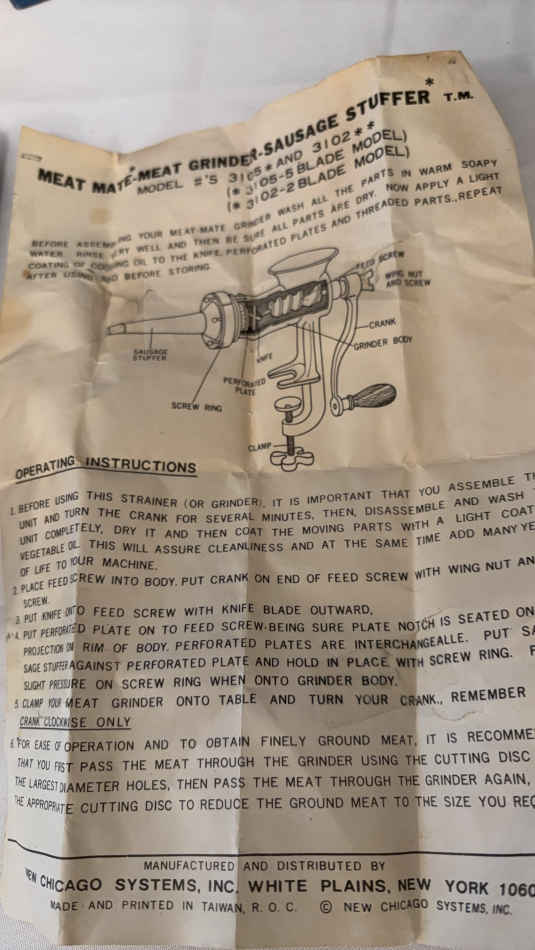 MEAT MATE*-MEAT GRINDER-SAUSAGE STUFFER* T.M.
MODEL #'S 3105* AND 3102**
(* 3105-5 BLADE MODEL)
(* 3102-2 BLADE MODEL)
BEFORE ASSEMBLING YOUR MEAT-MATE GRINDER WASH ALL THE PARTS IN WARM SOAPY
WATER. RINSE VERY WELL AND THEN BE SURE ALL PARTS ARE DRY. NOW APPLY A LIGHT
COATING OF COOKING OIL TO THE KNIFE, PERFORATED PLATES AND THREADED PARTS., REPEAT
AFTER USING AND BEFORE STORING.
FEED SCREW
WING NUT
AND SCREW
CRANK
GRINDER BODY
SAUSAGE
STUFFER
KNIFE
PERFORATED
PLATE
SCREW RING
CLAMP
OPERATING INSTRUCTIONS
1. BEFORE USING THIS STRAINER (OR GRINDER), IT IS IMPORTANT THAT YOU ASSEMBLE
UNIT AND TURN THE CRANK FOR SEVERAL MINUTES, THEN, DISASSEMBLE AND WASH
UNIT COMPLETELY, DRY IT AND THEN COAT THE MOVING PARTS WITH A LIGHT COAT
VEGETABLE OIL. THIS WILL ASSURE CLEANLINESS AND AT THE SAME TIME ADD MANY
OF LIFE TO YOUR MACHINE.
2. PLACE FEED SCREW INTO BODY. PUT CRANK ON END OF FEED SCREW WITH WING NUT
SCREW.
3. PUT KNIFE ONTO FEED SCREW WITH KNIFE BLADE OUTWARD,
4. PUT PERFORATED PLATE ON TO FEED SCREW-BEING SURE PLATE NOTCH IS SEATED ON
PROJECTION ON RIM OF BODY. PERFORATED PLATES ARE INTERCHANGEALLE. PUT
SAGE STUFFER AGAINST PERFORATED PLATE AND HOLD IN PLACE WITH SCREW RING.
SLIGHT PRESSURE ON SCREW RING WHEN ONTO GRINDER BODY.
5. CLAMP YOUR MEAT GRINDER ONTO TABLE AND TURN YOUR CRANK., REMEMBER
CRANK CLOCKWISE ONLY
6. FOR EASE OF OPERATION AND TO OBTAIN FINELY GROUND MEAT, IT IS RECOMME
THAT YOU FIRST PASS THE MEAT THROUGH THE GRINDER USING THE CUTTING DISC
THE LARGEST DIAMETER HOLES, THEN PASS THE MEAT THROUGH THE GRINDER AGAIN,
THE APPROPRIATE CUTTING DISC TO REDUCE THE GROUND MEAT TO THE SIZE YOU
MANUFACTURED AND DISTRIBUTED BY
NEW CHICAGO SYSTEMS, INC. WHITE PLAINS, NEW YORK 1060
MADE AND PRINTED IN TAIWAN, R. O. C. © NEW CHICAGO SYSTEMS, INC.